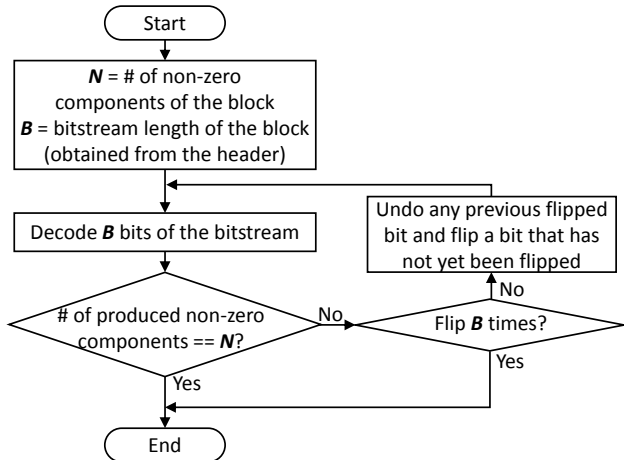 Start
N = # of non-zero
components of the block
B = bitstream length of the block
(obtained from the header)
Decode B bits of the bitstream
Undo any previous flipped
bit and flip a bit that has
not yet been flipped
# of produced non-zero
components == N?
No
Flip B times?
No
Yes
Yes
End